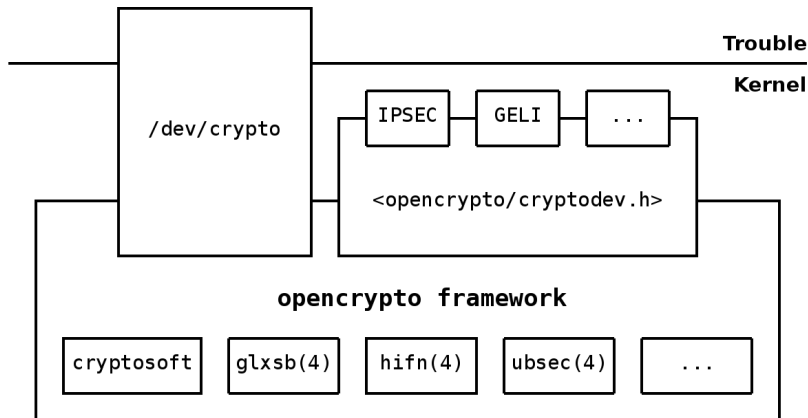 Trouble
Kernel
IPSEC
GELI
...
/dev/crypto
<opencrypto/cryptodev.h>
opencrypto framework
cryptosoft
glxsb(4)
hifn(4)
ubsec(4)
...